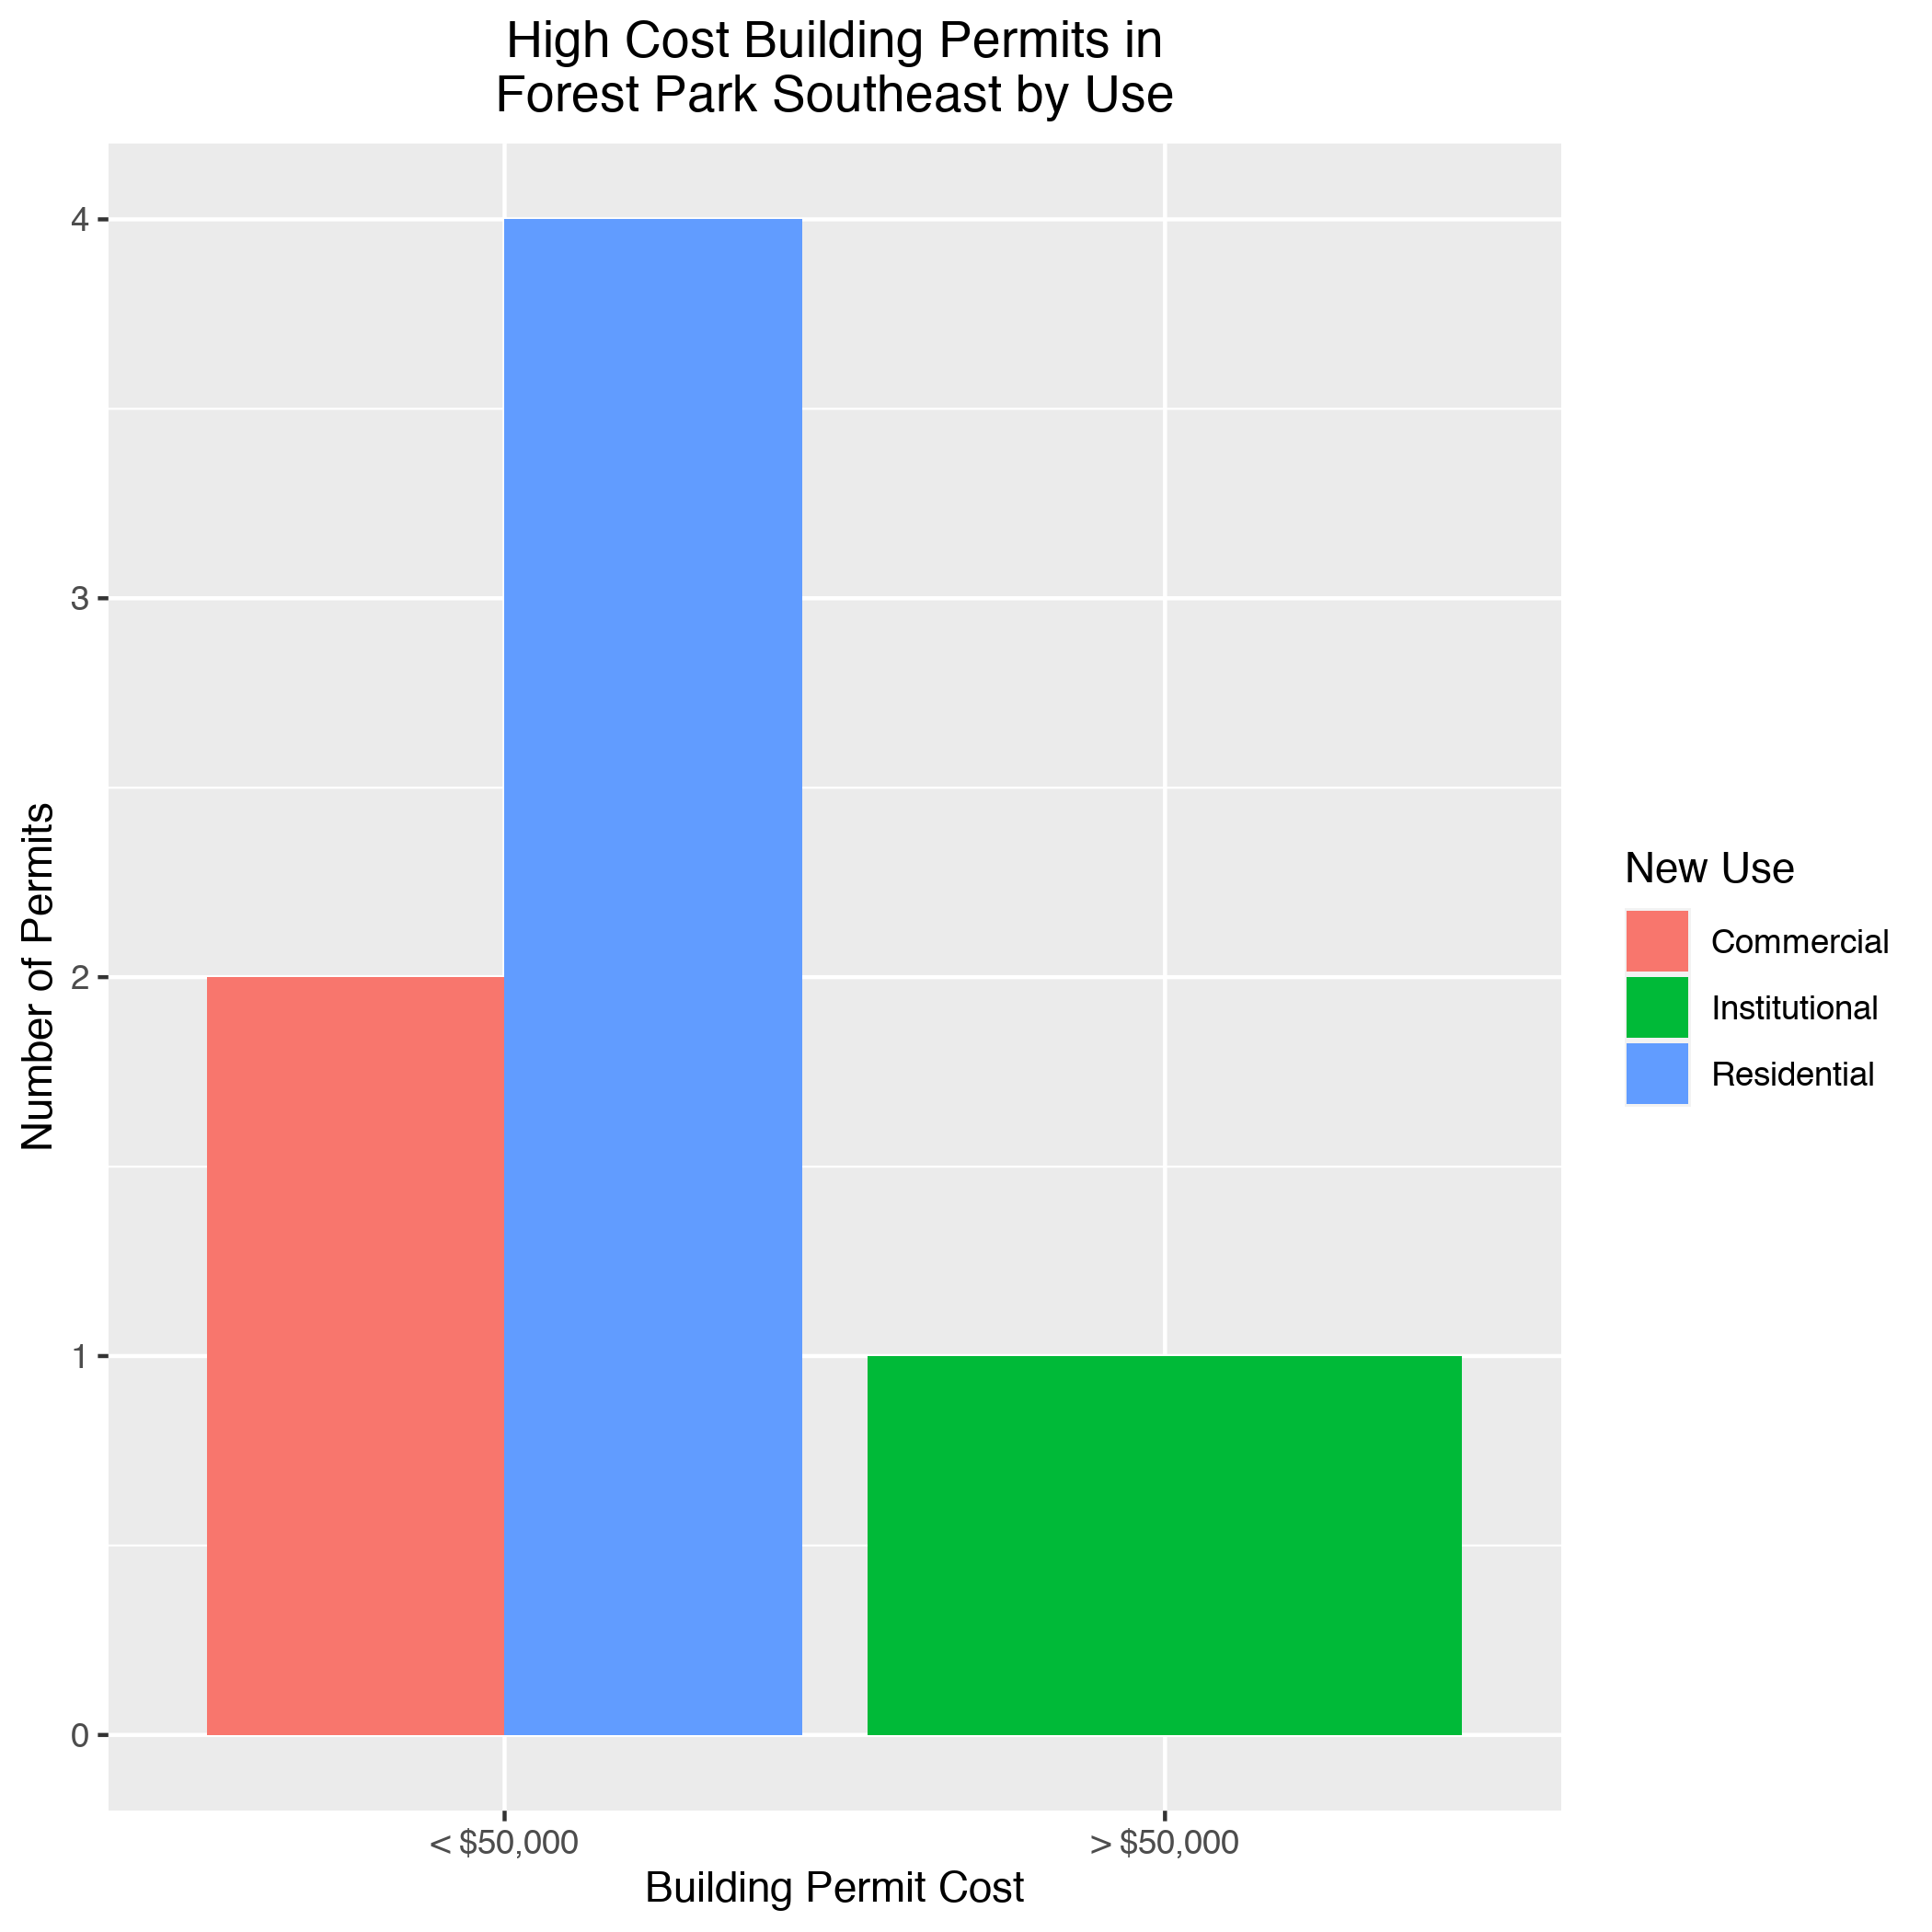 High Cost Building Permits in
Forest Park Southeast by Use
Number of Permits
4
3
2
1
0
< $50,000
> $50,000
Building Permit Cost
New Use
Commercial
Institutional
Residential